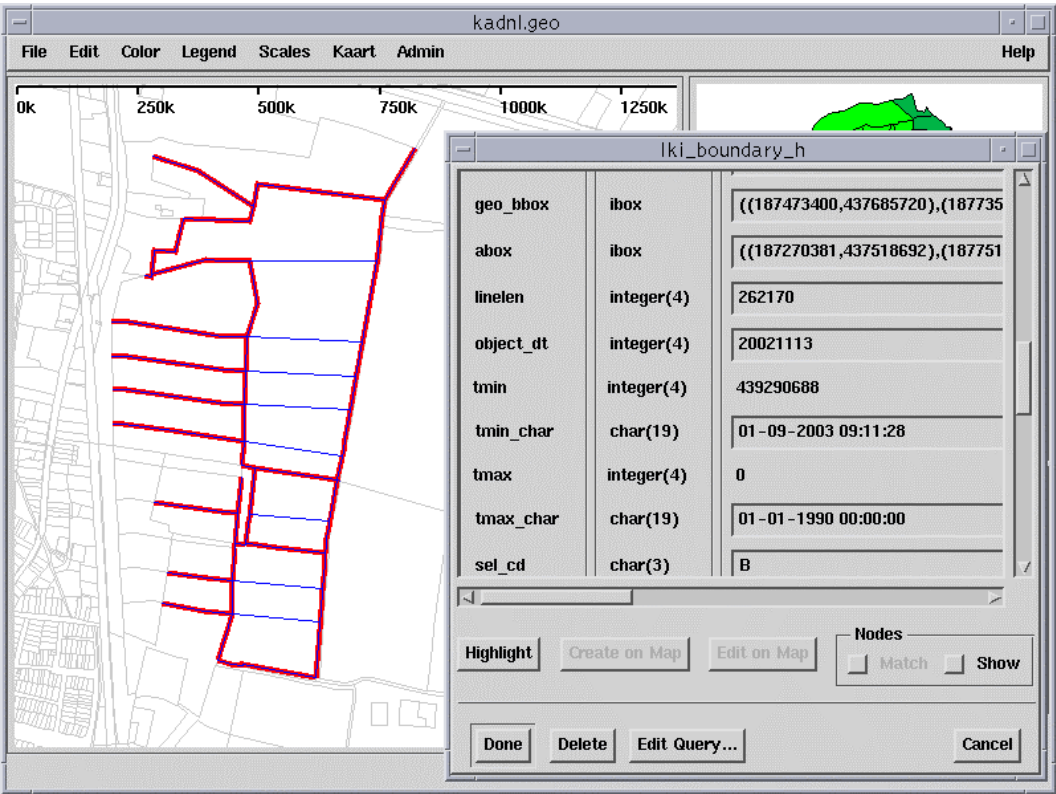 kadnl.geo
File Edit Color Legend Scales Kaart Admin Help
0k 250k 500k 750k 1000k 1250k
lki_boundary_h
geo_bbox ibox ((187473400,437685720),(187735
abox ibox ((187270381,437518692),(187751
linelen integer(4) 262170
object_dt integer(4) 20021113
tmin integer(4) 439290688
tmin_char char(19) 01-09-2003 09:11:28
tmax integer(4) 0
tmax_char char(19) 01-01-1990 00:00:00
sel_cd char(3) B
Nodes
Highlight Create on Map Edit on Map Match Show
Done Delete Edit Query... Cancel